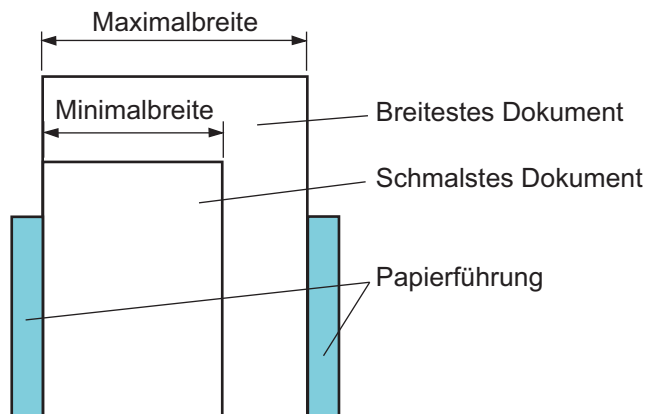 Maximalbreite
Minimalbreite
Breitestes Dokument
Schmalstes Dokument
Papierführung